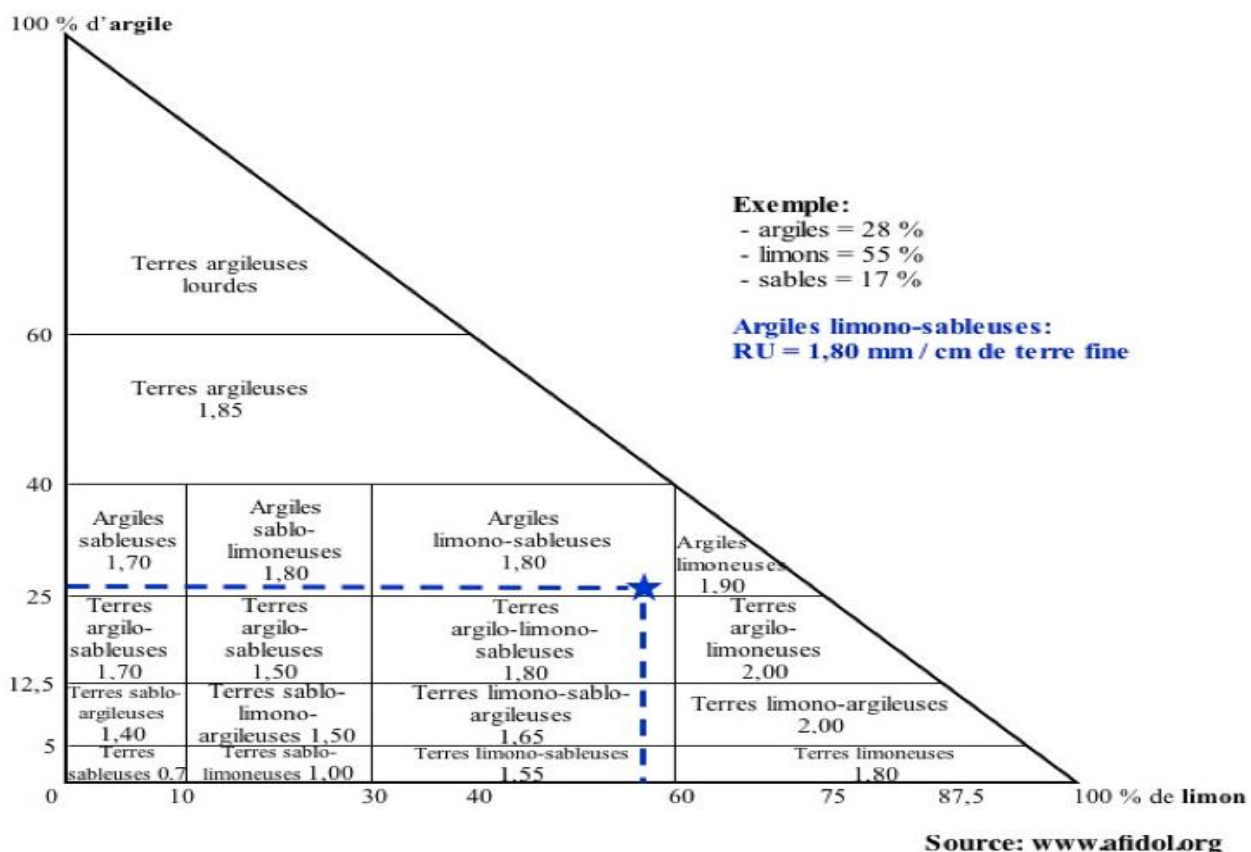 100 % d'argile
Exemple:
- argiles = 28 %
- limons = 55 %
- sables = 17 %
Argiles limono-sableuses:
RU = 1,80 mm / cm de terre fine
Terres argileuses
lourdes
60
Terres argileuses
1,85
40
Argiles
sableuses
1,70
Argiles
sablo-
limoneuses
1,80
Argiles
limono-sableuses
1,80
Argiles
limoneuses
1,90
25
Terres
argilo-
sableuses
1,70
Terres
argilo-
sableuses
1,50
Terres
argilo-limono-
sableuses
1,80
Terres
argilo-
limoneuses
2,00
12,5
Terres sablo-
argileuses
1,40
Terres sablo-
limono-
argileuses 1,50
Terres limono-sablo-
argileuses
1,65
Terres limono-argileuses
2,00
5
Terres
sableuses 0,7
Terres sablo-
limoneuses 1,00
Terres limono-sableuses
1,55
Terres limoneuses
1,80
0 10 30 40 60 75 87,5 100 % de limon
Source: www.afidol.org